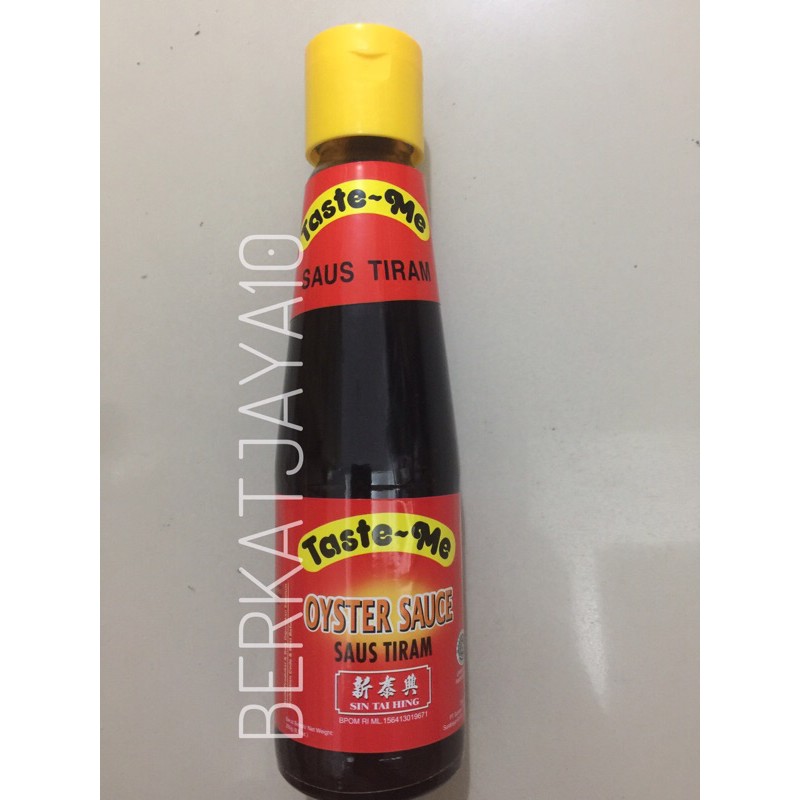 Taste-Me
SAUS TIRAM
Taste-Me
OYSTER SAUCE
SAUS TIRAM
新泰興
SIN TAI HING
BPOM RI ML.156413019671
BERKATJAYA10